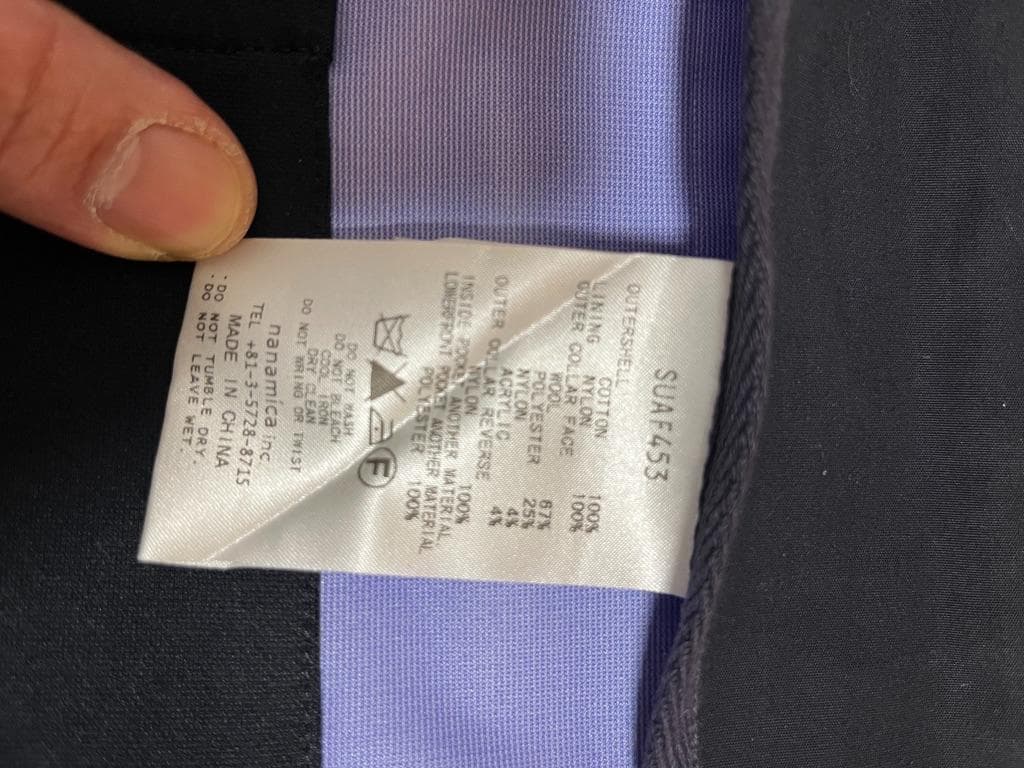 SUAF453
OUTERSHELL
COTTON 100%
LINING
NYLON 100%
OUTER COLLAR FACE
WOOL 67%
POLYESTER 25%
NYLON 4%
ACRYLIC 4%
OUTER COLLAR REVERSE
NYLON 100%
INSIDE POCKET ANOTHER MATERIAL,
LOWERFRONT POCKET ANOTHER MATERIAL
POLYESTER 100%
F
DO NOT WASH
DO NOT BLEACH
COOL IRON
DRY CLEAN
DO NOT WRING OR TWIST
nanamica inc.
TEL +81-3-5728-8715
MADE IN CHINA
·DO NOT TUMBLE DRY.
·DO NOT LEAVE WET.